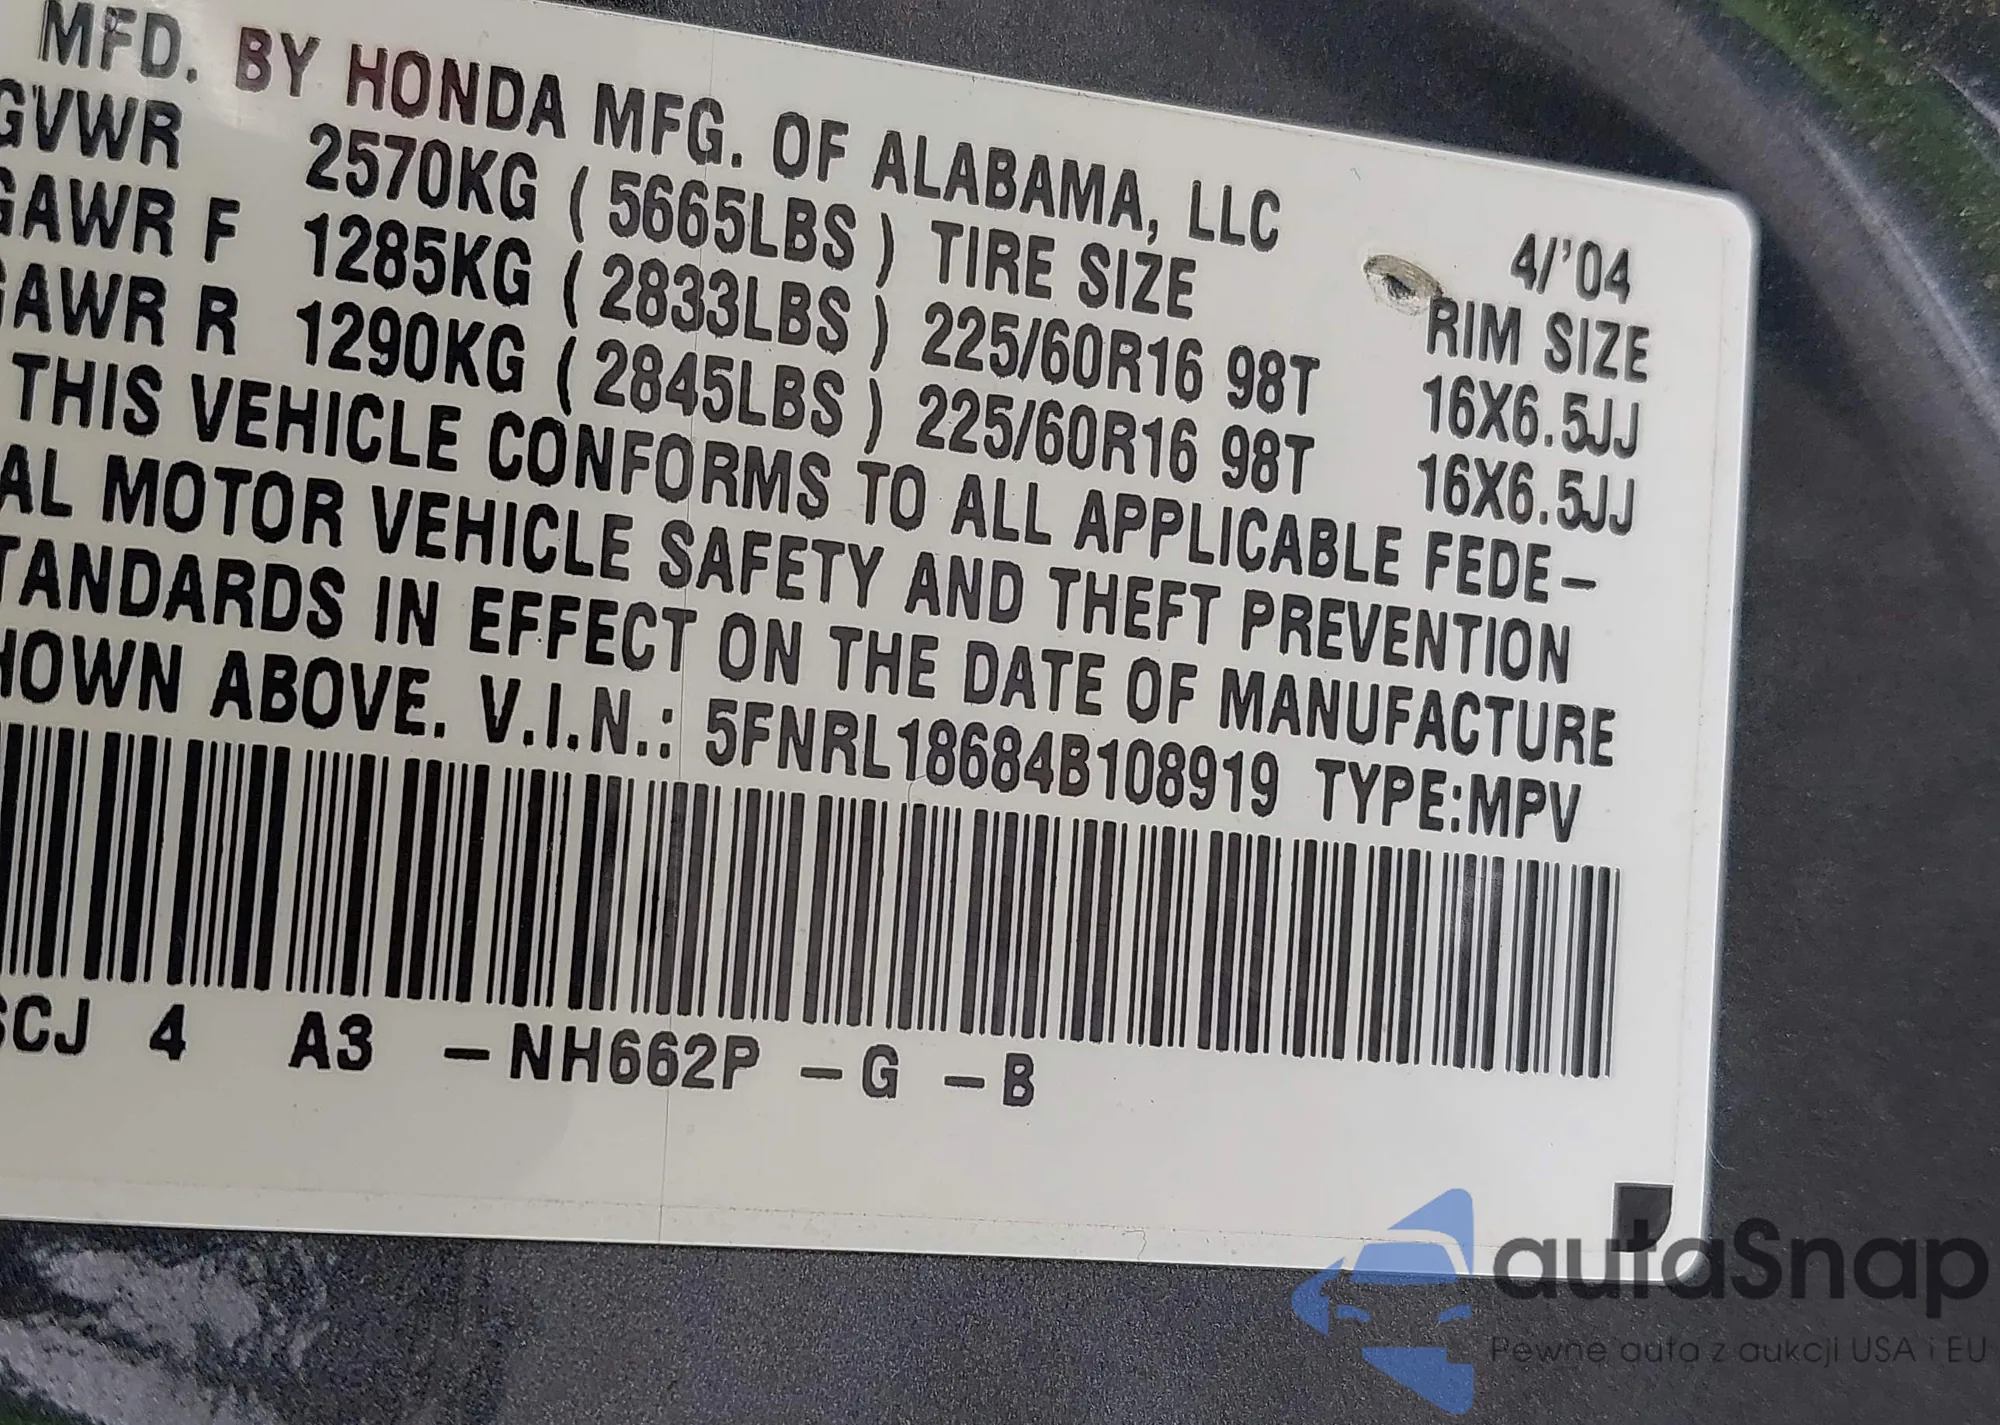 MFD. BY HONDA MFG. OF ALABAMA, LLC 4/'04
GVWR 2570KG ( 5665LBS ) TIRE SIZE RIM SIZE
GAWR F 1285KG ( 2833LBS ) 225/60R16 98T 16X6.5JJ
GAWR R 1290KG ( 2845LBS ) 225/60R16 98T 16X6.5JJ
THIS VEHICLE CONFORMS TO ALL APPLICABLE FEDE–
AL MOTOR VEHICLE SAFETY AND THEFT PREVENTION
TANDARDS IN EFFECT ON THE DATE OF MANUFACTURE
HOWN ABOVE. V.I.N.: 5FNRL18684B108919 TYPE:MPV
SCJ 4 A3 –NH662P –G –B
autaSnap
Pewne auta z aukcji USA i EU